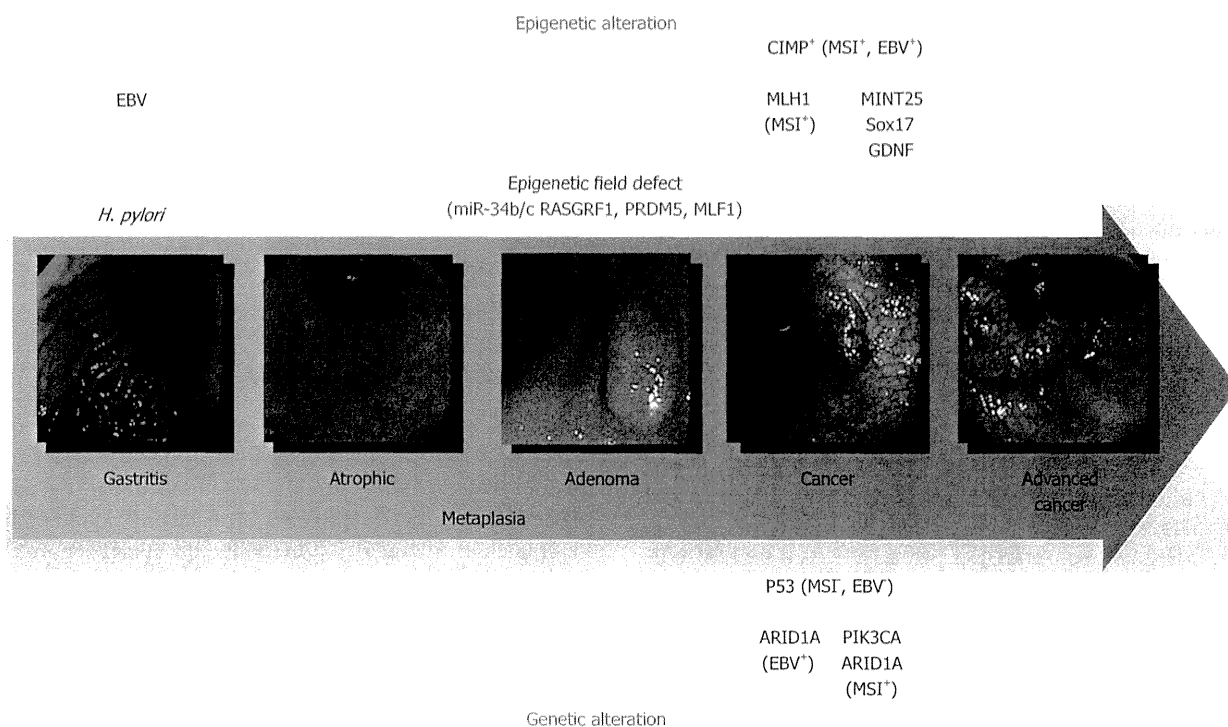 Epigenetic alteration
CIMP⁺ (MSI⁺, EBV⁺)
EBV
MLH1 MINT25
(MSI⁺) Sox17
GDNF
Epigenetic field defect
H. pylori (miR-34b/c RASGRF1, PRDM5, MLF1)
Gastritis Atrophic Adenoma Cancer Advanced
cancer
Metaplasia
P53 (MSI⁻, EBV⁻)
ARID1A PIK3CA
(EBV⁺) ARID1A
(MSI⁺)
Genetic alteration